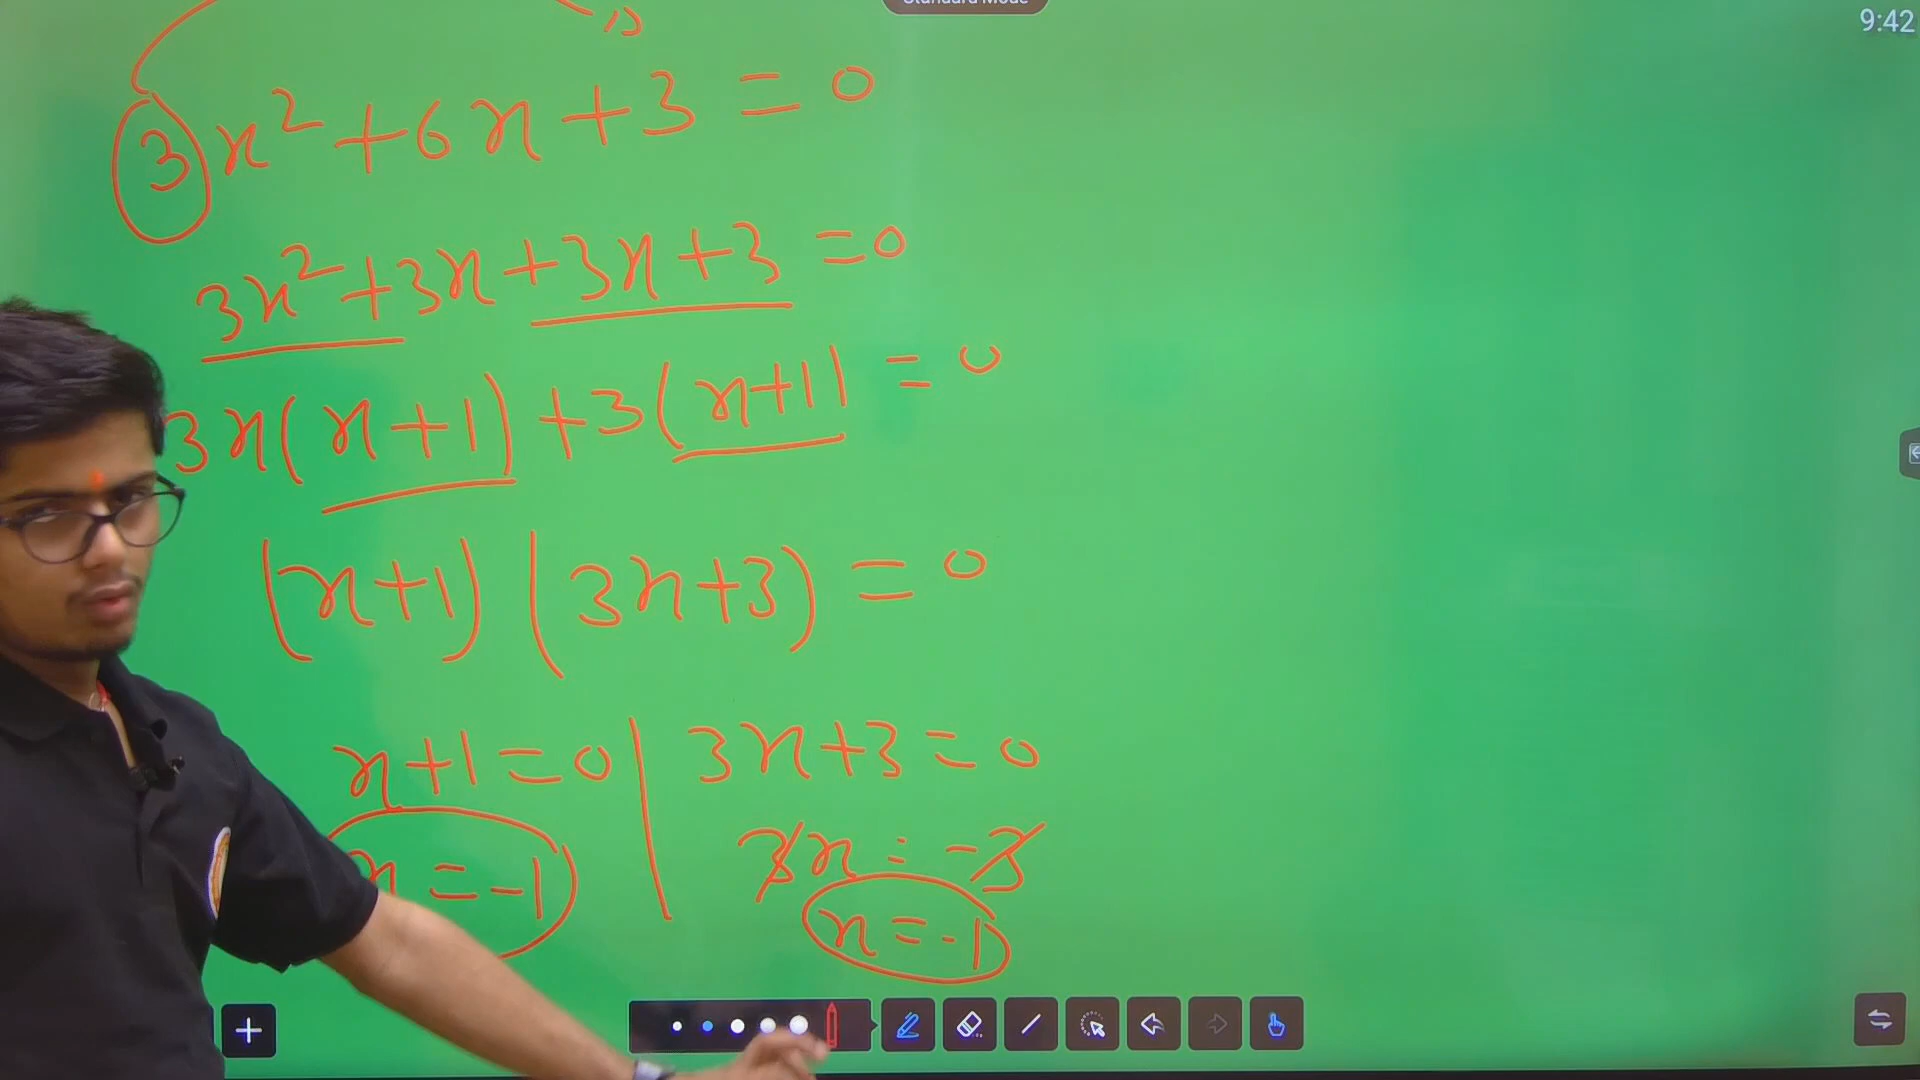 9:42
3x²+6x+3=0
3x²+3x+3x+3=0
3x(x+1)+3(x+1)=0
(x+1)(3x+3)=0
x+1=0 | 3x+3=0
x=-1
3x=-3
x=-1